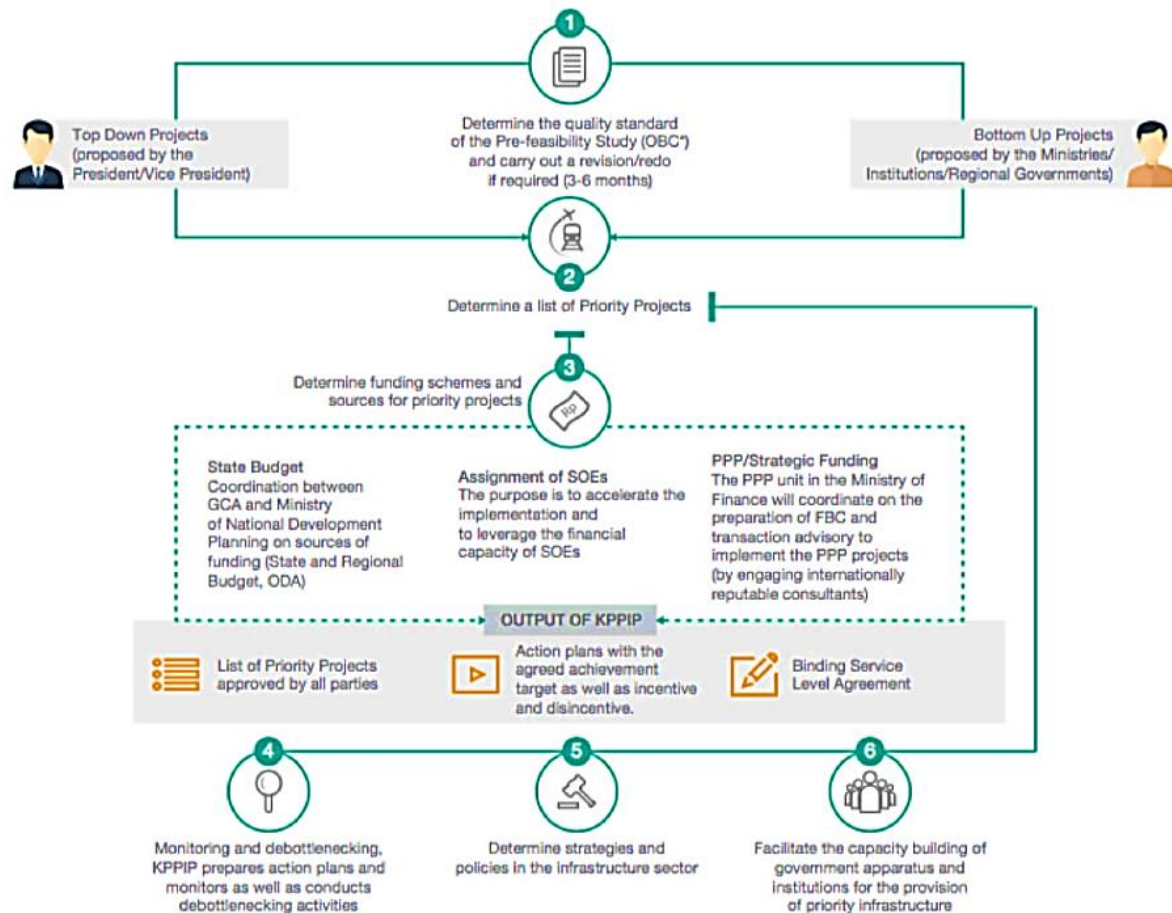 1
Top Down Projects
(proposed by the
President/Vice President)
Determine the quality standard
of the Pre-feasibility Study (OBC*)
and carry out a revision/redo
if required (3-6 months)
Bottom Up Projects
(proposed by the Ministries/
Institutions/Regional Governments)
2
Determine a list of Priority Projects
3
Determine funding schemes and
sources for priority projects
Rp
State Budget
Coordination between
GCA and Ministry
of National Development
Planning on sources of
funding (State and Regional
Budget, ODA)
Assignment of SOEs
The purpose is to accelerate the
implementation and
to leverage the financial
capacity of SOEs
PPP/Strategic Funding
The PPP unit in the Ministry of
Finance will coordinate on the
preparation of FBC and
transaction advisory to
implement the PPP projects
(by engaging internationally
reputable consultants)
OUTPUT OF KPPIP
List of Priority Projects
approved by all parties
Action plans with the
agreed achievement
target as well as incentive
and disincentive.
Binding Service
Level Agreement
4
Monitoring and debottlenecking,
KPPIP prepares action plans and
monitors as well as conducts
debottlenecking activities
5
Determine strategies and
policies in the infrastructure sector
6
Facilitate the capacity building of
government apparatus and
institutions for the provision
of priority infrastructure